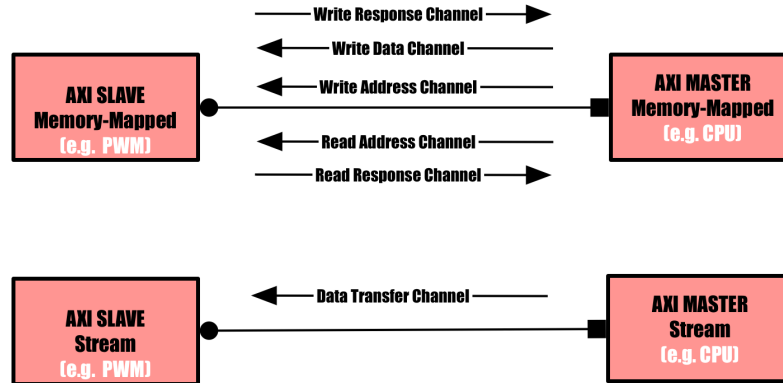 Write Response Channel
Write Data Channel
Write Address Channel
AXI SLAVE
Memory-Mapped
(e.g. PWM)
AXI MASTER
Memory-Mapped
(e.g. CPU)
Read Address Channel
Read Response Channel
Data Transfer Channel
AXI SLAVE
Stream
(e.g. PWM)
AXI MASTER
Stream
(e.g. CPU)